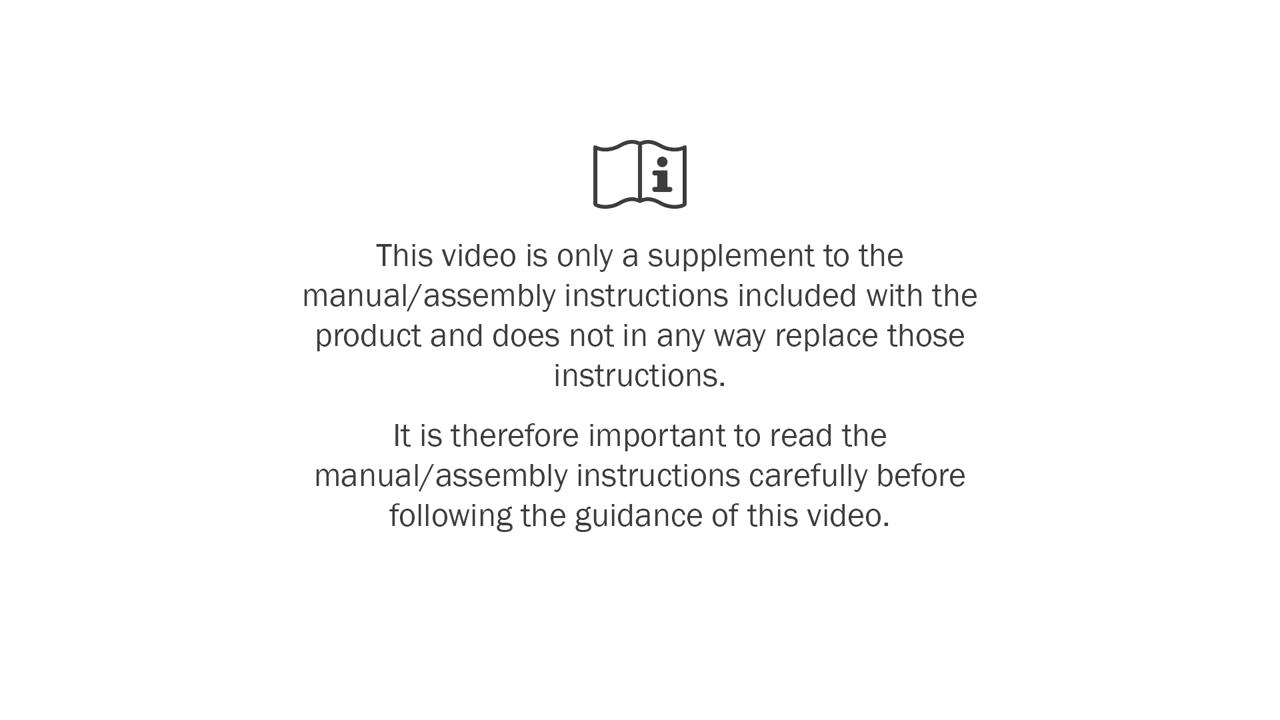 This video is only a supplement to the
manual/assembly instructions included with the
product and does not in any way replace those
instructions.
It is therefore important to read the
manual/assembly instructions carefully before
following the guidance of this video.